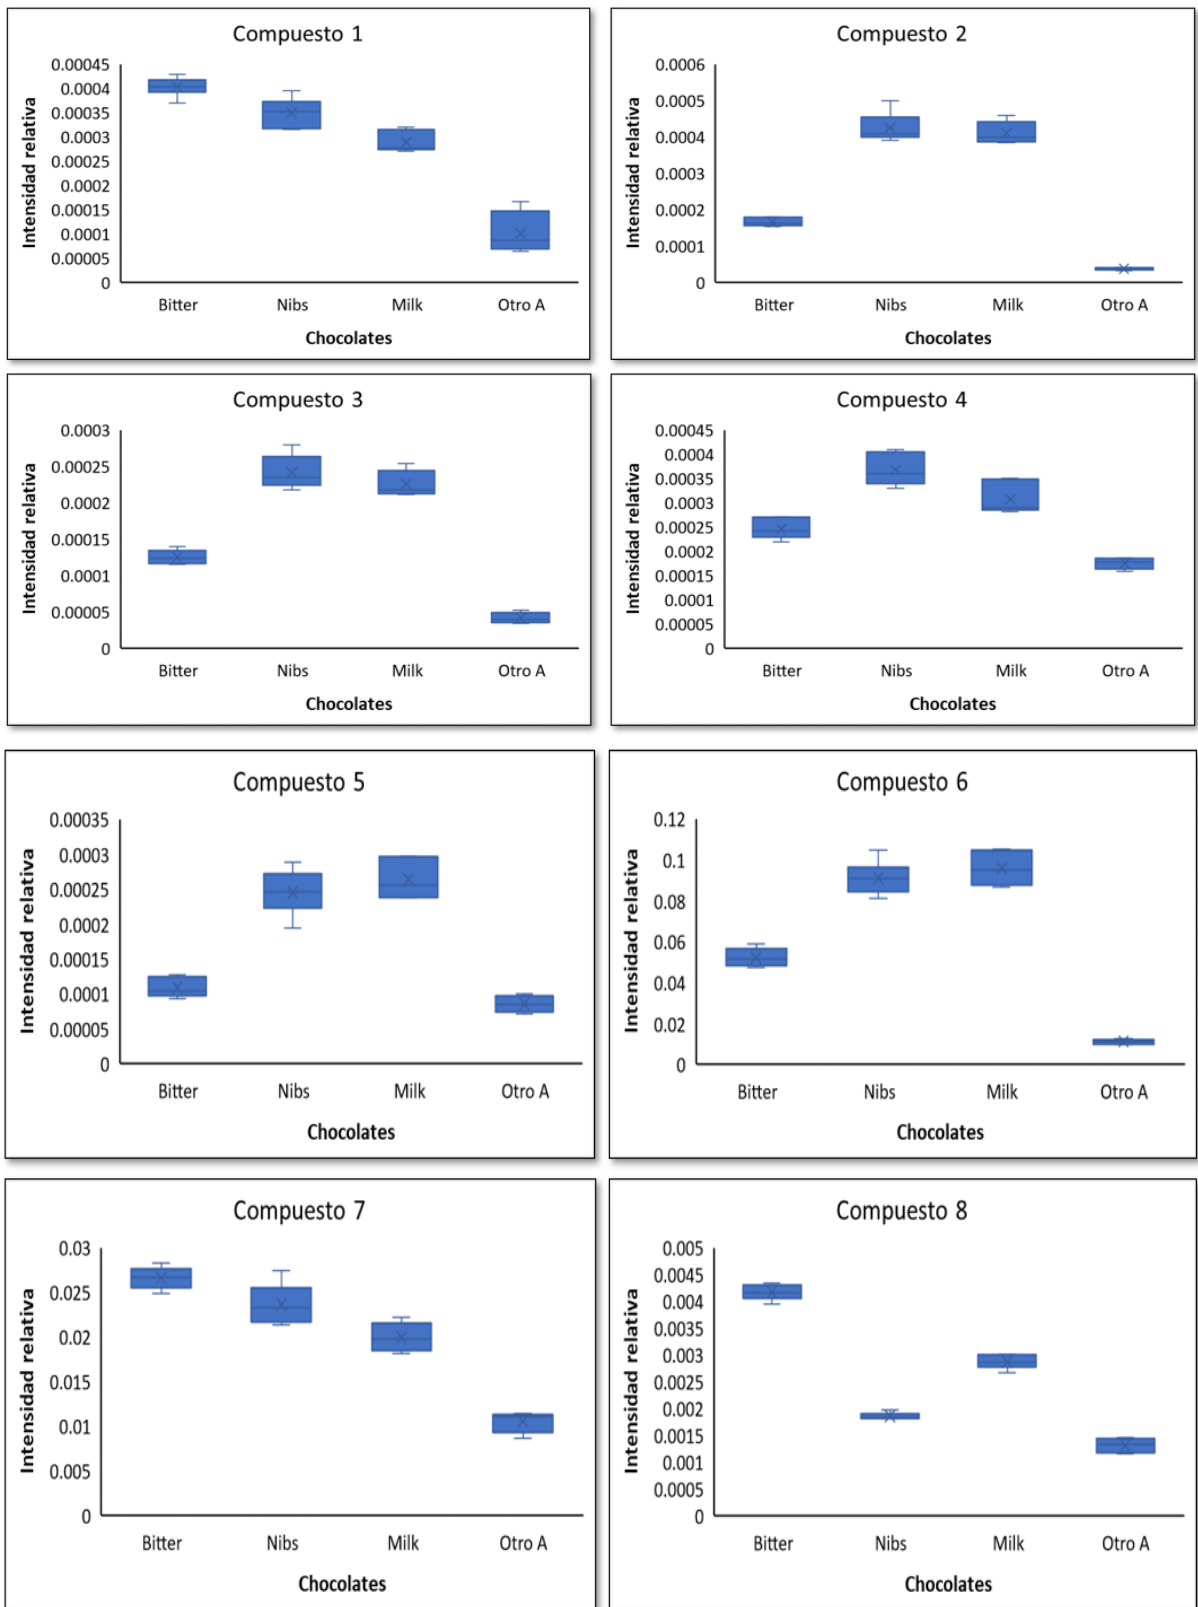 Compuesto 1
Intensidad relativa
0.00045
0.0004
0.00035
0.0003
0.00025
0.0002
0.00015
0.0001
0.00005
0
Bitter Nibs Milk Otro A
Chocolates
Compuesto 2
Intensidad relativa
0.0006
0.0005
0.0004
0.0003
0.0002
0.0001
0
Bitter Nibs Milk Otro A
Chocolates
Compuesto 3
Intensidad relativa
0.0003
0.00025
0.0002
0.00015
0.0001
0.00005
0
Bitter Nibs Milk Otro A
Chocolates
Compuesto 4
Intensidad relativa
0.00045
0.0004
0.00035
0.0003
0.00025
0.0002
0.00015
0.0001
0.00005
0
Bitter Nibs Milk Otro A
Chocolates
Compuesto 5
Intensidad relativa
0.00035
0.0003
0.00025
0.0002
0.00015
0.0001
0.00005
0
Bitter Nibs Milk Otro A
Chocolates
Compuesto 6
Intensidad relativa
0.12
0.1
0.08
0.06
0.04
0.02
0
Bitter Nibs Milk Otro A
Chocolates
Compuesto 7
Intensidad relativa
0.03
0.025
0.02
0.015
0.01
0.005
0
Bitter Nibs Milk Otro A
Chocolates
Compuesto 8
Intensidad relativa
0.005
0.0045
0.004
0.0035
0.003
0.0025
0.002
0.0015
0.001
0.0005
0
Bitter Nibs Milk Otro A
Chocolates